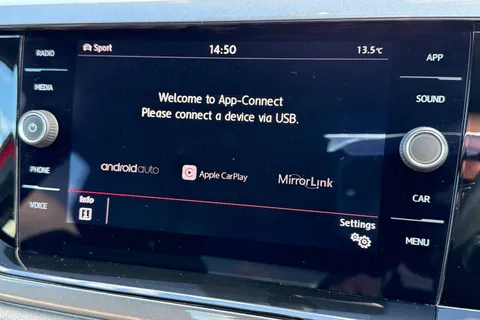 RADIO
MEDIA
PHONE
VOICE
Sport
14:50
13.5°C
Welcome to App-Connect
Please connect a device via USB.
androidauto
Apple CarPlay
MirrorLink
Info
Settings
APP
SOUND
CAR
MENU